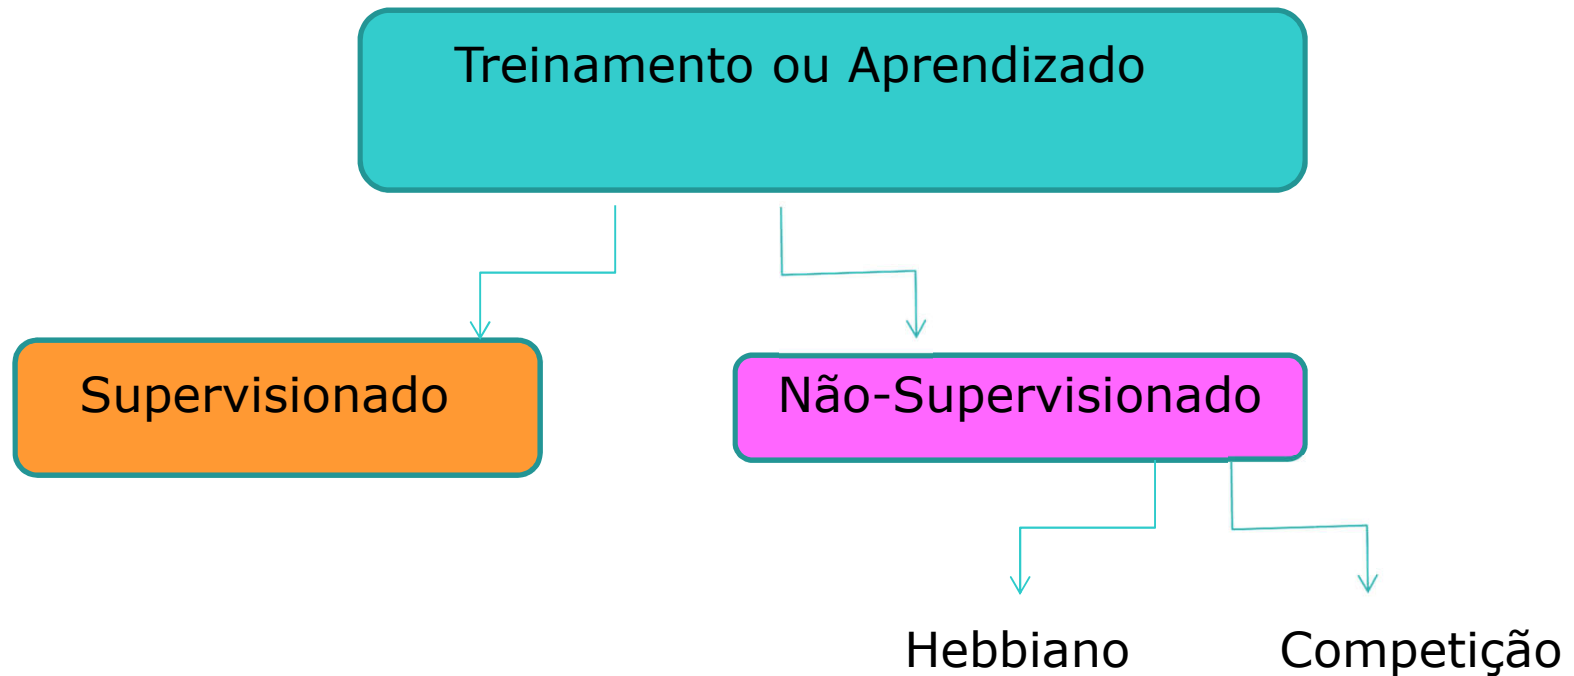 Treinamento ou Aprendizado
Supervisionado
Não-Supervisionado
Hebbiano
Competição